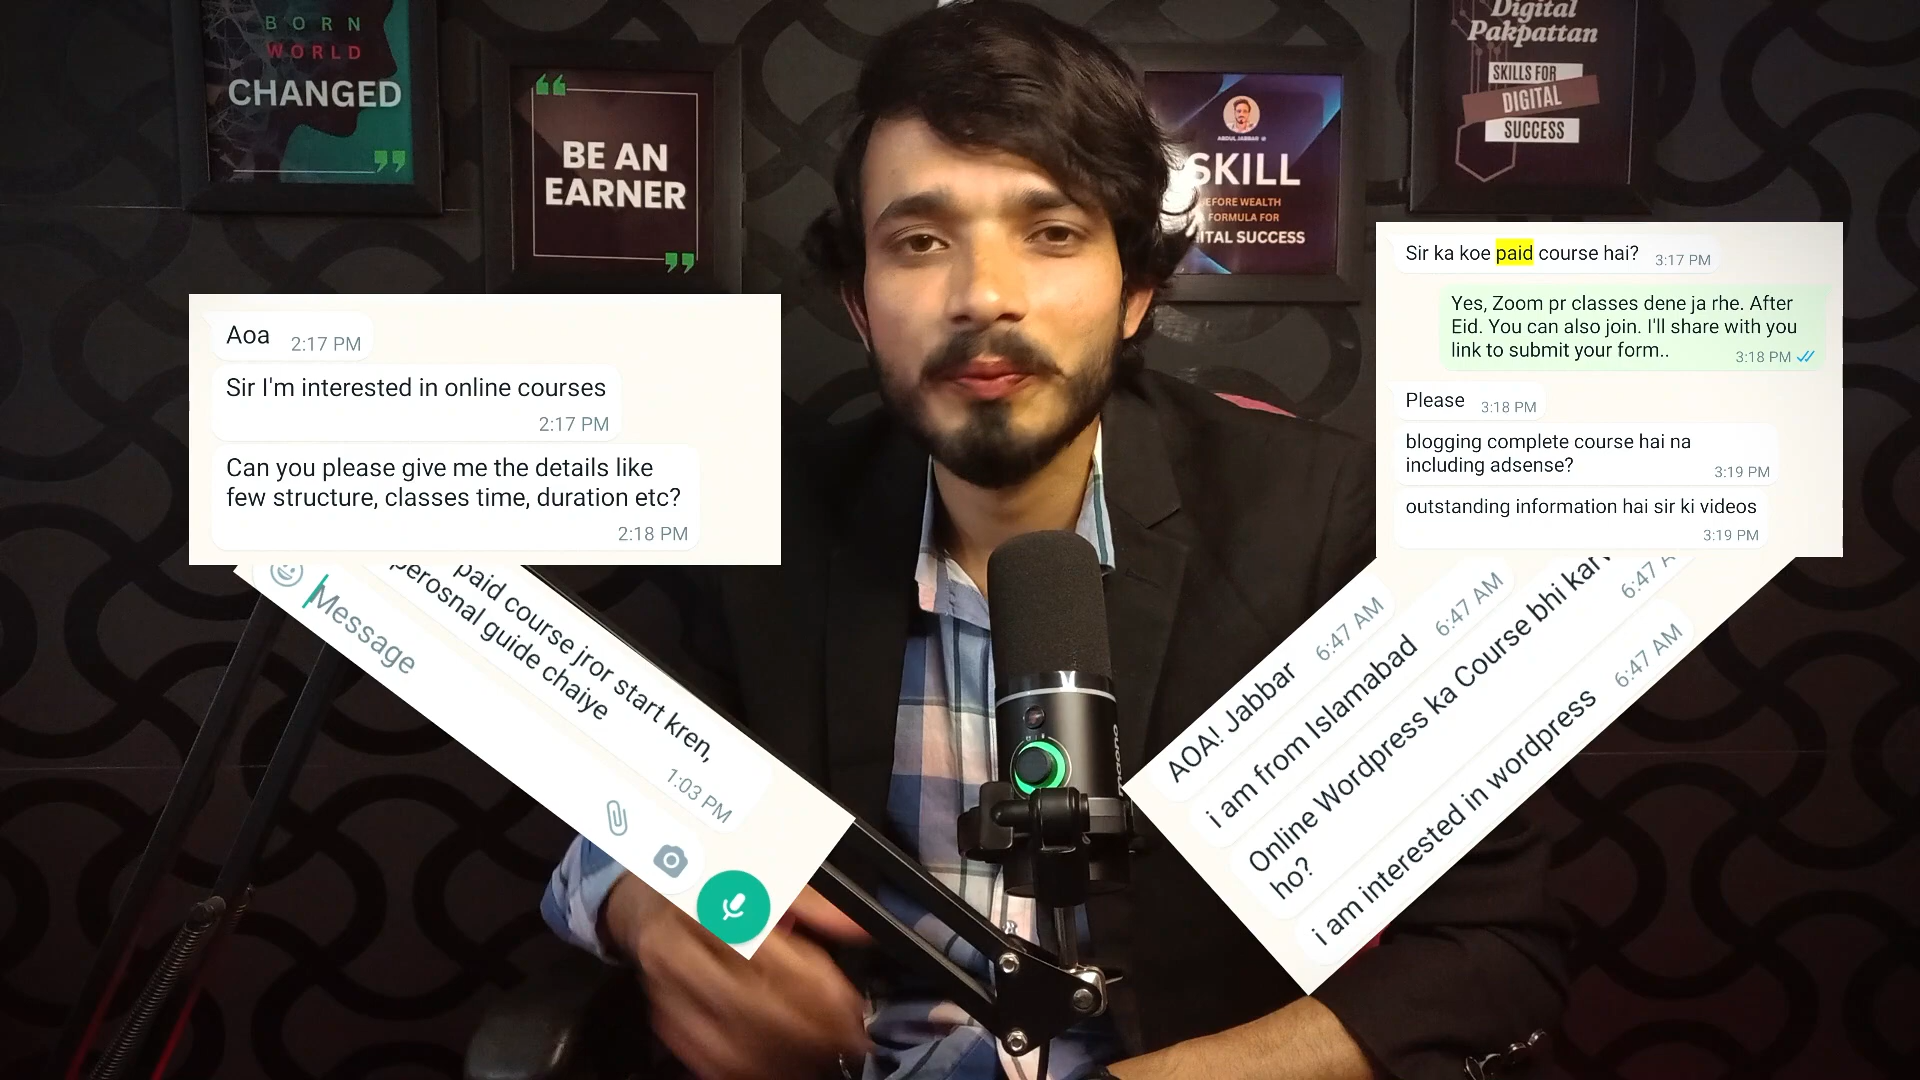 BORN
WORLD
CHANGED
BE AN
EARNER
ABDUL JABBAR
SKILL
BEFORE WEALTH
FORMULA FOR
ITAL SUCCESS
Digital
Pakpattan
SKILLS FOR
DIGITAL
SUCCESS
Aoa 2:17 PM
Sir I'm interested in online courses
2:17 PM
Can you please give me the details like
few structure, classes time, duration etc?
2:18 PM
paid course jror start kren,
perosnal guide chaiye
1:03 PM
Message
Sir ka koe paid course hai? 3:17 PM
Yes, Zoom pr classes dene ja rhe. After
Eid. You can also join. I'll share with you
link to submit your form..
3:18 PM
Please 3:18 PM
blogging complete course hai na
including adsense?
3:19 PM
outstanding information hai sir ki videos
3:19 PM
AOA! Jabbar 6:47 AM
i am from Islamabad 6:47 AM
Online Wordpress ka Course bhi
ho? 6:47
i am interested in wordpress 6:47 AM